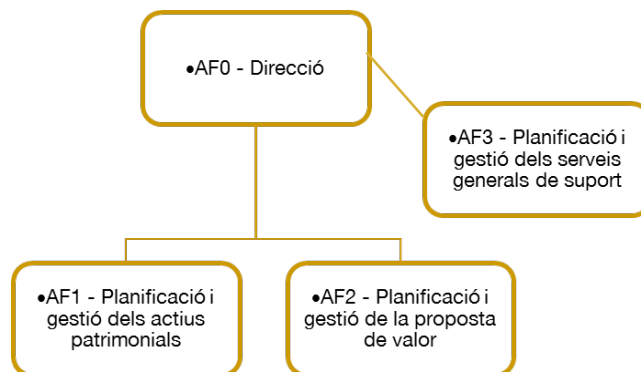 •AF0 - Direcció
•AF3 - Planificació i
gestió dels serveis
generals de suport
•AF1 - Planificació i
gestió dels actius
patrimonials
•AF2 - Planificació i
gestió de la proposta
de valor